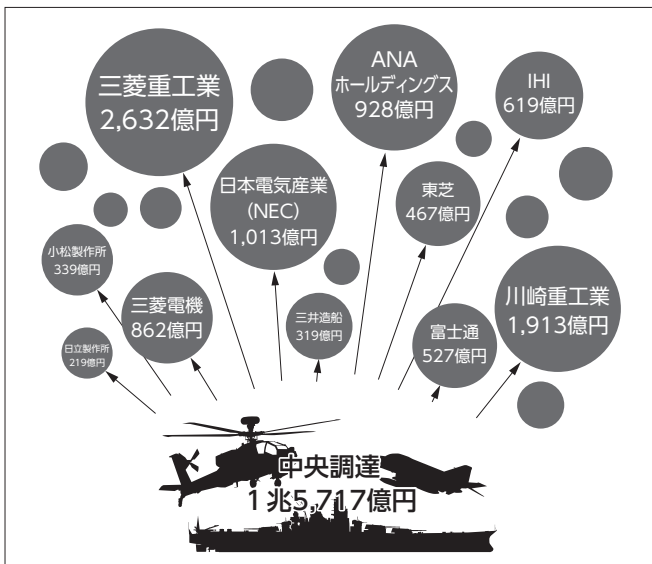 三菱重工業
2,632億円
ANA
ホールディングス
928億円
IHI
619億円
日本電気産業
(NEC)
1,013億円
東芝
467億円
小松製作所
339億円
三菱電機
862億円
三井造船
319億円
川崎重工業
1,913億円
富士通
527億円
日立製作所
219億円
中央調達
1兆5,717億円